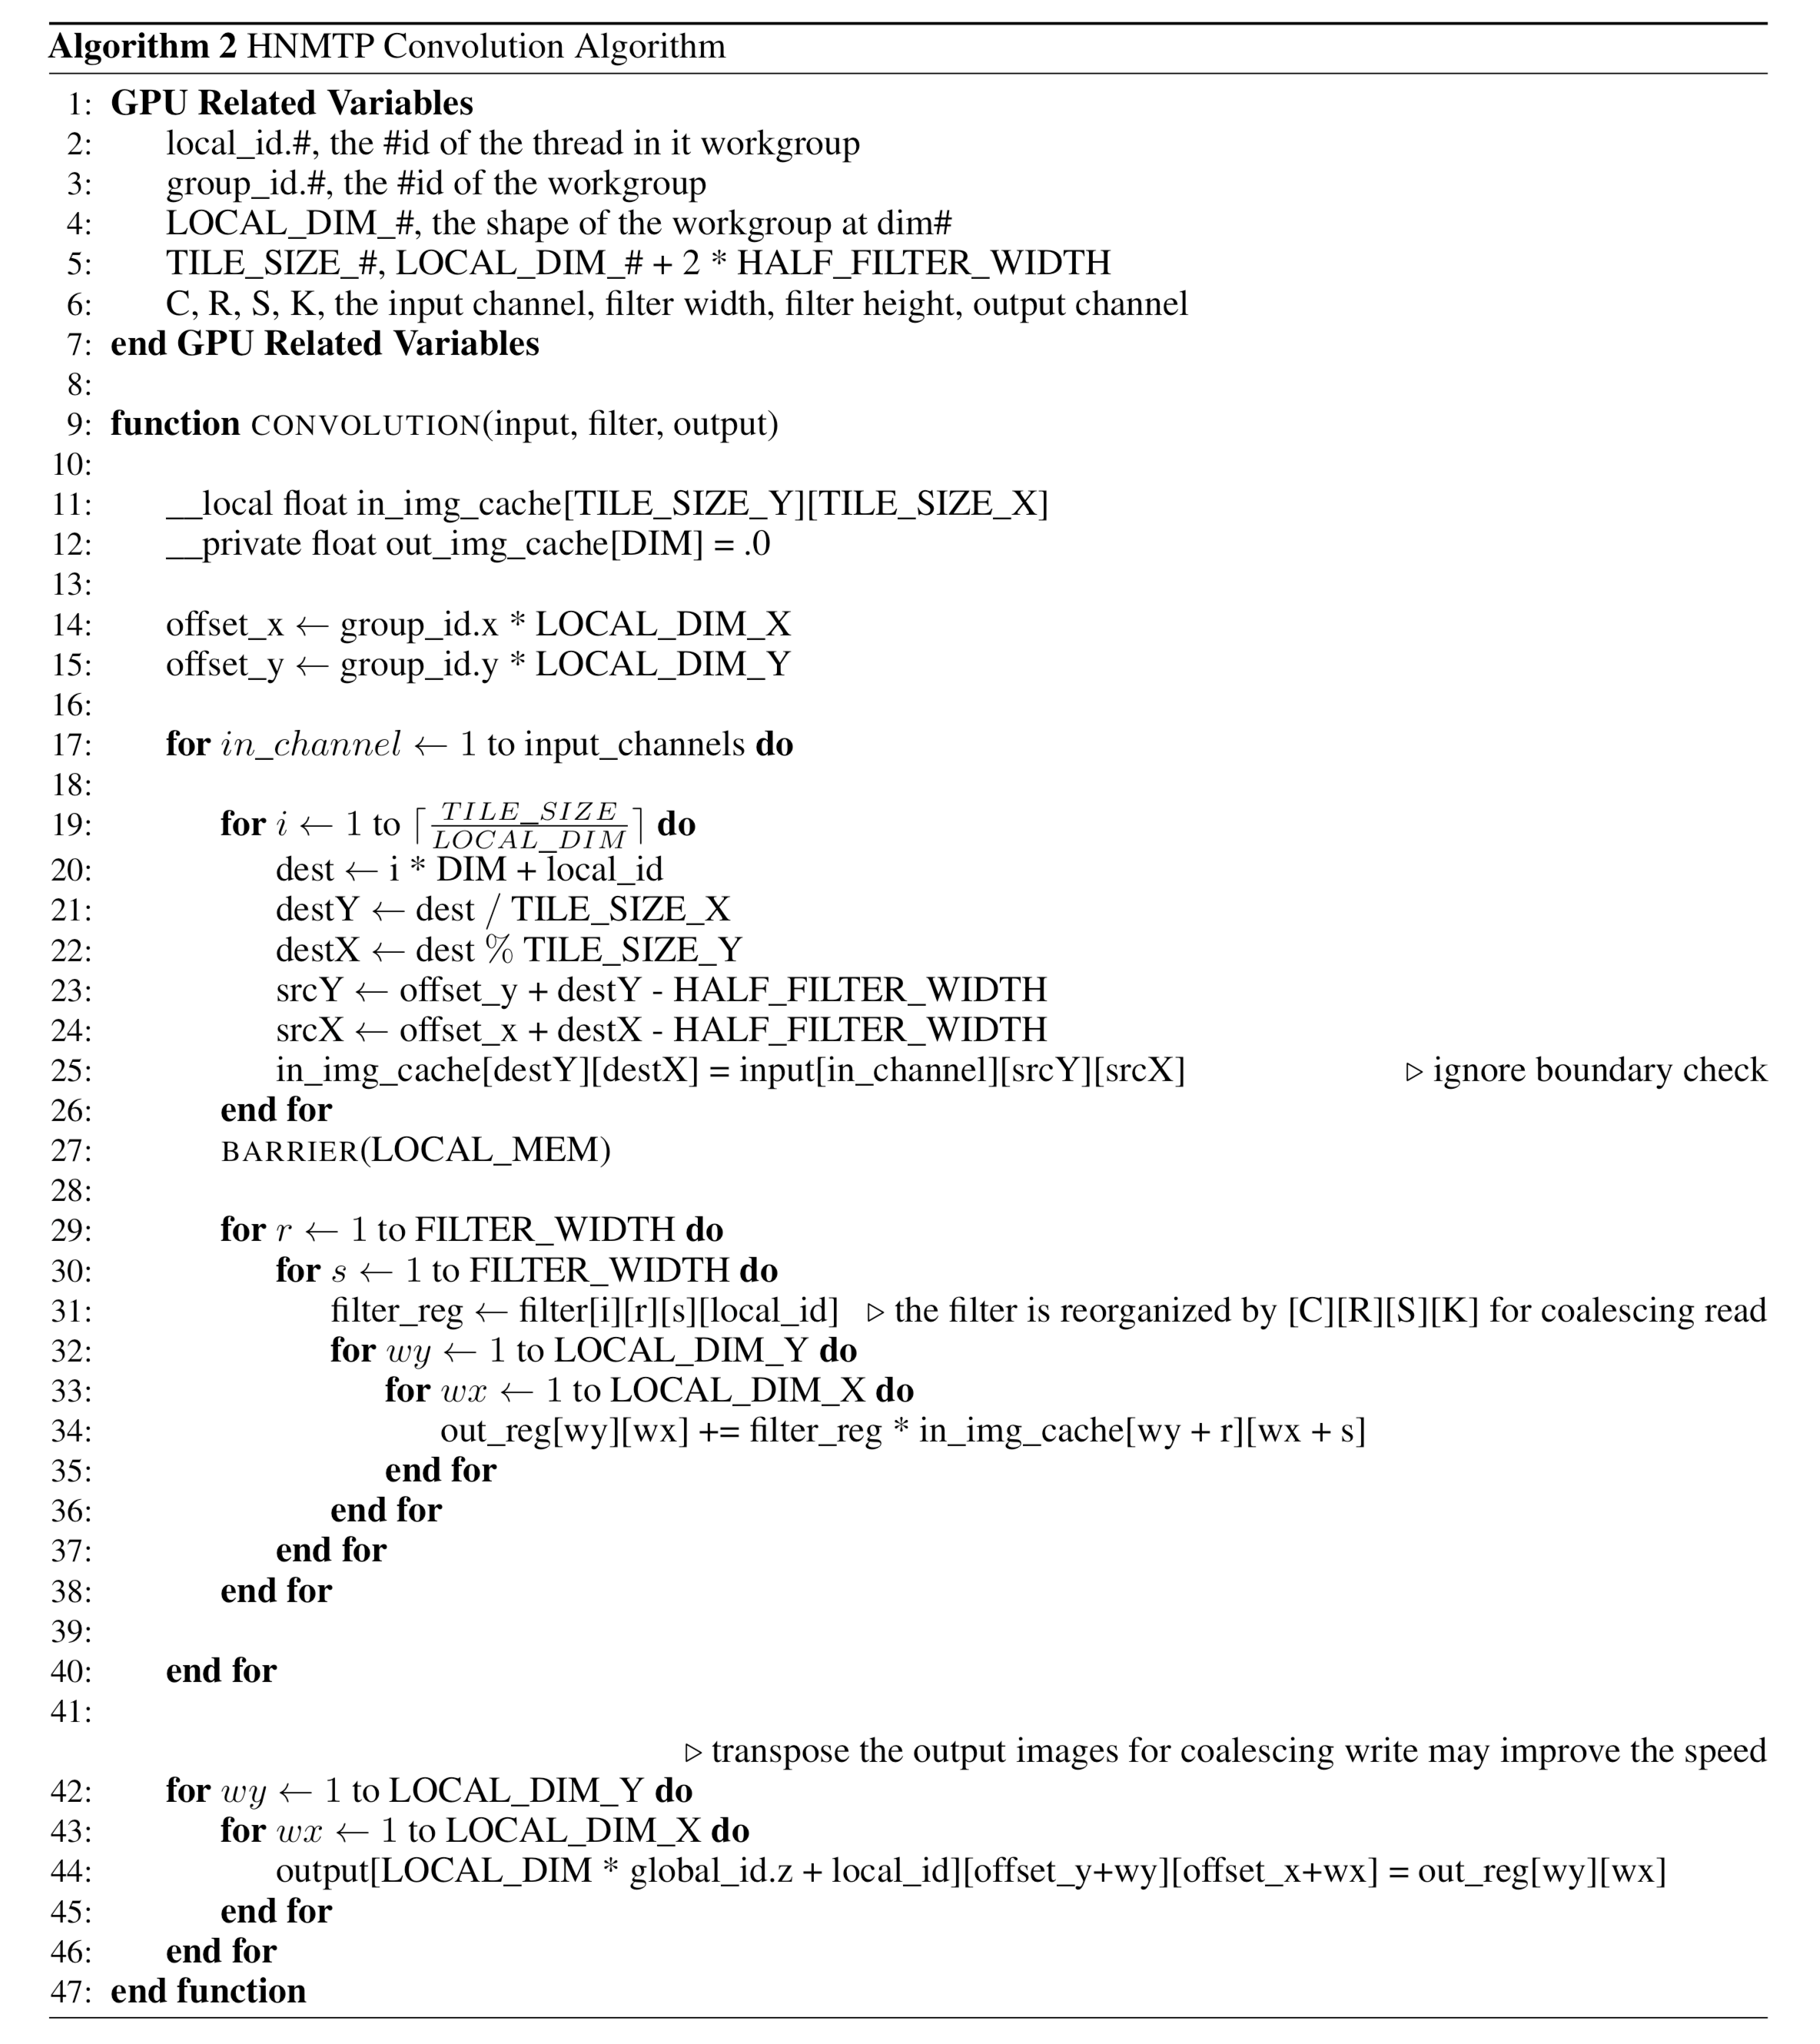 Algorithm 2 HNMTP Convolution Algorithm
1: GPU Related Variables
2: local_id.#, the #id of the thread in it workgroup
3: group_id.#, the #id of the workgroup
4: LOCAL_DIM_#, the shape of the workgroup at dim#
5: TILE_SIZE_#, LOCAL_DIM_# + 2 * HALF_FILTER_WIDTH
6: C, R, S, K, the input channel, filter width, filter height, output channel
7: end GPU Related Variables
8:
9: function CONVOLUTION(input, filter, output)
10:
11: __local float in_img_cache[TILE_SIZE_Y][TILE_SIZE_X]
12: __private float out_img_cache[DIM] = .0
13:
14: offset_x ← group_id.x * LOCAL_DIM_X
15: offset_y ← group_id.y * LOCAL_DIM_Y
16:
17: for in_channel ← 1 to input_channels do
18:
19: for i ← 1 to ⌈TILE_SIZE / LOCAL_DIM⌉ do
20: dest ← i * DIM + local_id
21: destY ← dest / TILE_SIZE_X
22: destX ← dest % TILE_SIZE_Y
23: srcY ← offset_y + destY - HALF_FILTER_WIDTH
24: srcX ← offset_x + destX - HALF_FILTER_WIDTH
25: in_img_cache[destY][destX] = input[in_channel][srcY][srcX] ▷ ignore boundary check
26: end for
27: BARRIER(LOCAL_MEM)
28:
29: for r ← 1 to FILTER_WIDTH do
30: for s ← 1 to FILTER_WIDTH do
31: filter_reg ← filter[i][r][s][local_id] ▷ the filter is reorganized by [C][R][S][K] for coalescing read
32: for wy ← 1 to LOCAL_DIM_Y do
33: for wx ← 1 to LOCAL_DIM_X do
34: out_reg[wy][wx] += filter_reg * in_img_cache[wy + r][wx + s]
35: end for
36: end for
37: end for
38: end for
39:
40: end for
41:
▷ transpose the output images for coalescing write may improve the speed
42: for wy ← 1 to LOCAL_DIM_Y do
43: for wx ← 1 to LOCAL_DIM_X do
44: output[LOCAL_DIM * global_id.z + local_id][offset_y+wy][offset_x+wx] = out_reg[wy][wx]
45: end for
46: end for
47: end function